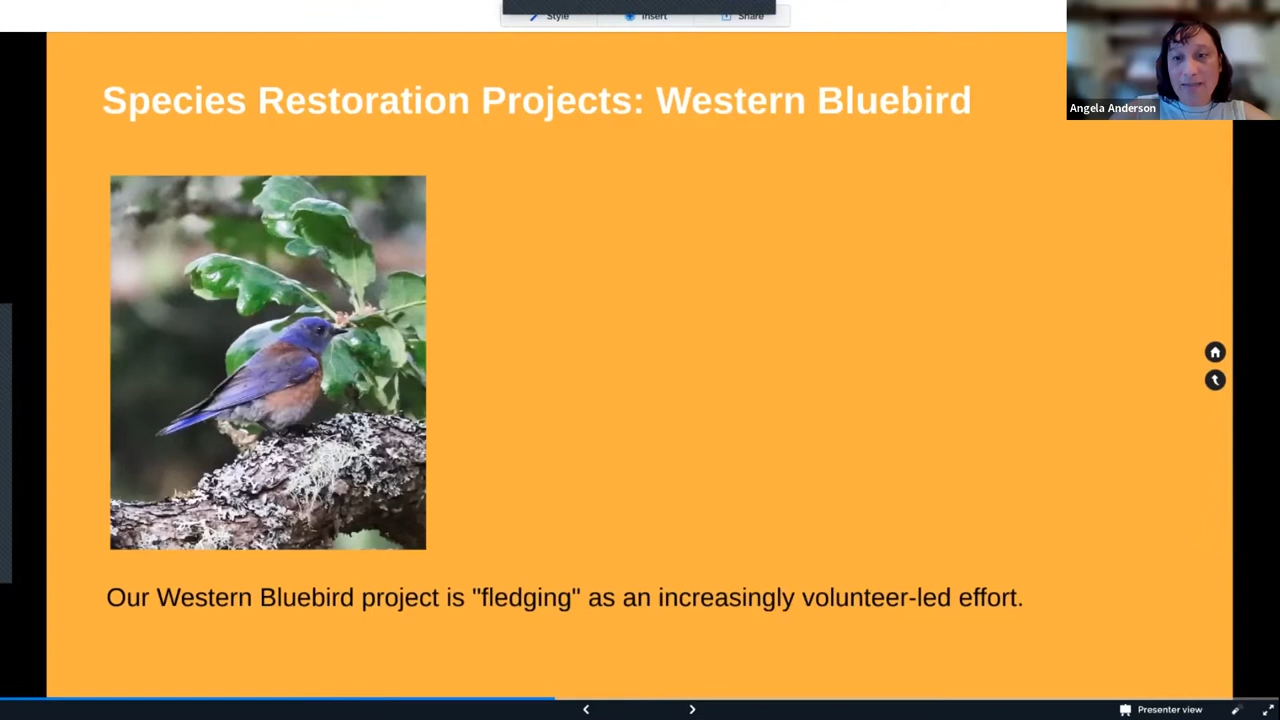 Style Insert Share
Species Restoration Projects: Western Bluebird
Angela Anderson
Our Western Bluebird project is "fledging" as an increasingly volunteer-led effort.
Presenter view